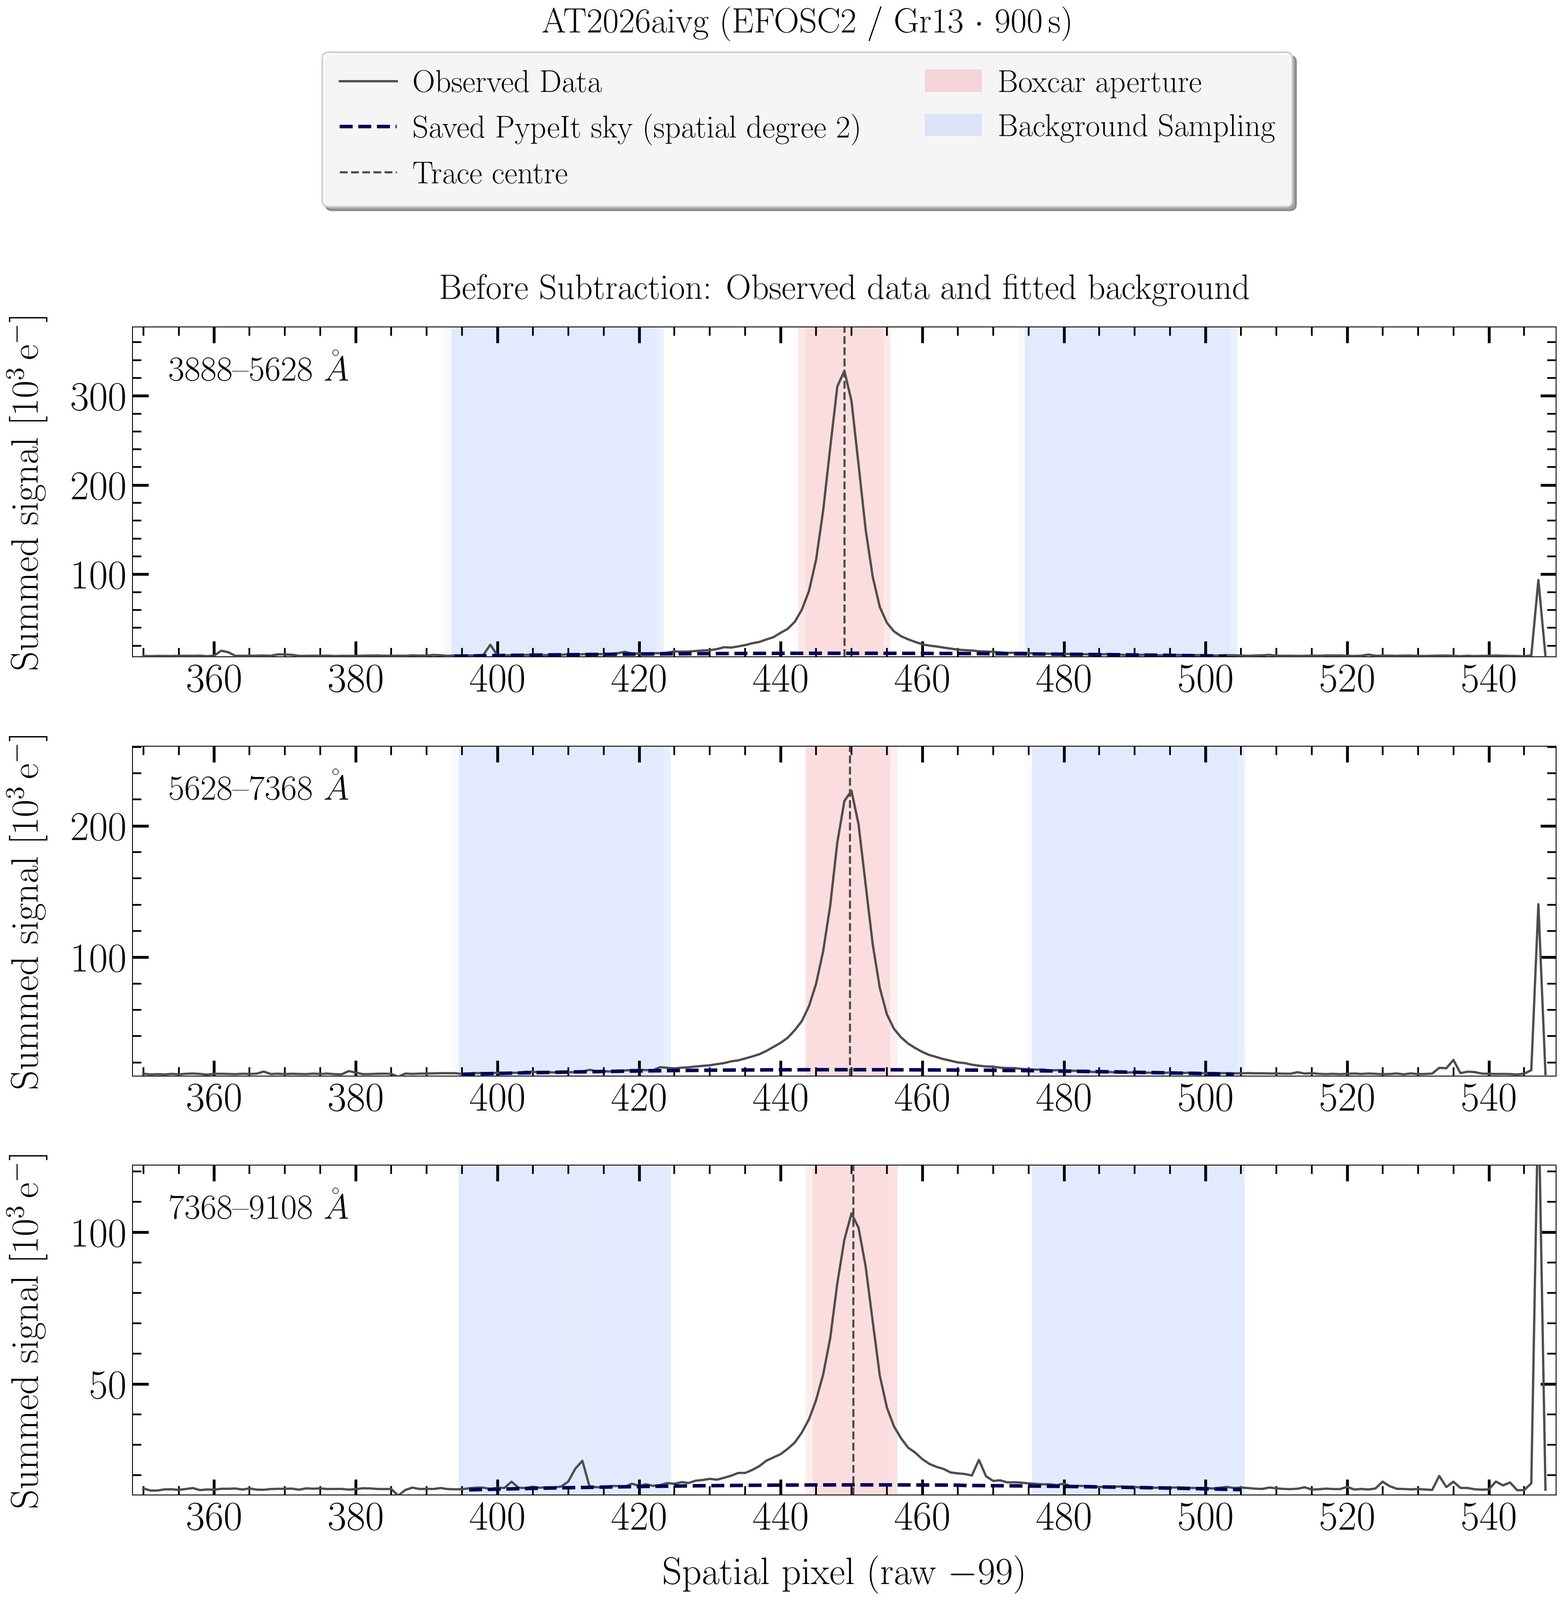 AT2026aivg (EFOSC2 / Gr13 · 900 s)
Observed Data
Saved PypeIt sky (spatial degree 2)
Trace centre
Boxcar aperture
Background Sampling
Before Subtraction: Observed data and fitted background
Summed signal [10³ e⁻]
3888–5628 Å
300
200
100
360 380 400 420 440 460 480 500 520 540
Summed signal [10³ e⁻]
5628–7368 Å
200
100
360 380 400 420 440 460 480 500 520 540
Summed signal [10³ e⁻]
7368–9108 Å
100
50
360 380 400 420 440 460 480 500 520 540
Spatial pixel (raw −99)